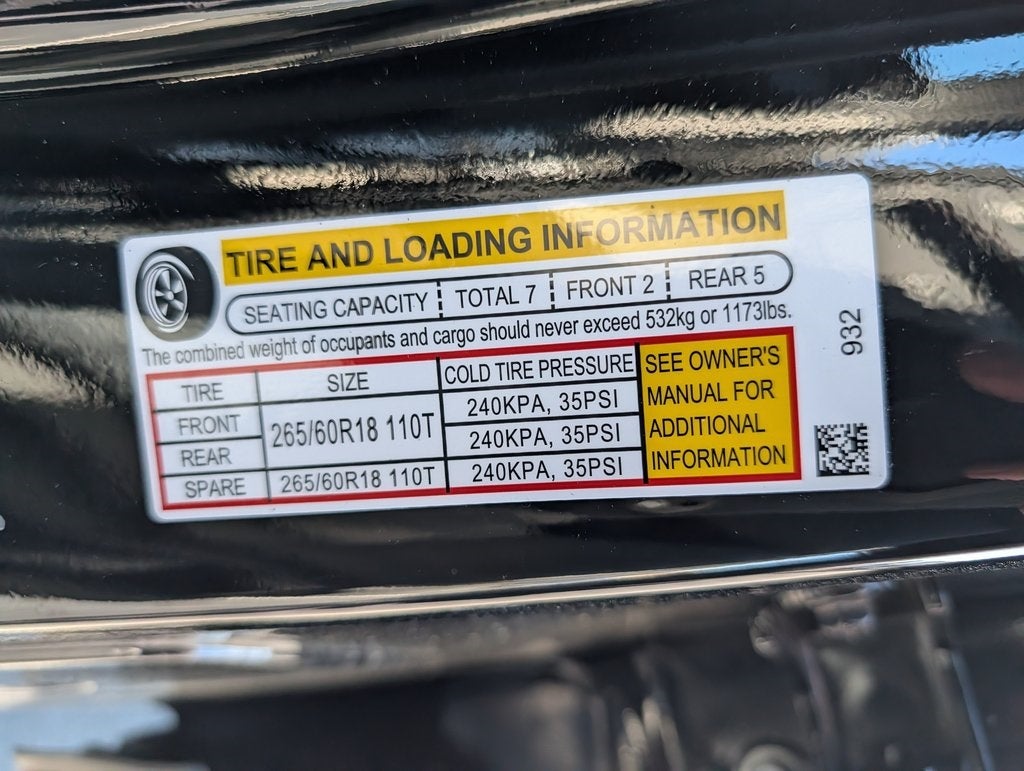 TIRE AND LOADING INFORMATION
SEATING CAPACITY TOTAL 7 FRONT 2 REAR 5
The combined weight of occupants and cargo should never exceed 532kg or 1173lbs.
TIRE SIZE COLD TIRE PRESSURE
FRONT 265/60R18 110T 240KPA, 35PSI
REAR 240KPA, 35PSI
SPARE 265/60R18 110T 240KPA, 35PSI
SEE OWNER'S
MANUAL FOR
ADDITIONAL
INFORMATION
932